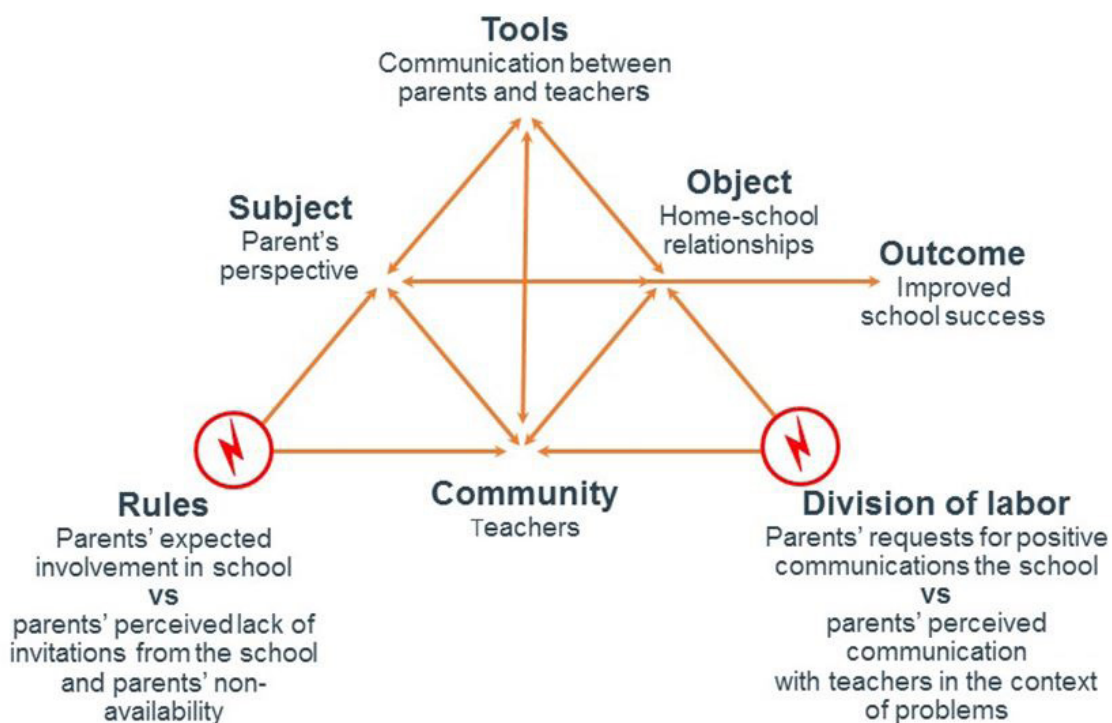 Tools
Communication between
parents and teachers
Subject
Parent's
perspective
Object
Home-school
relationships
Outcome
Improved
school success
Rules
Parents' expected
involvement in school
vs
parents' perceived lack of
invitations from the school
and parents' non-
availability
Community
Teachers
Division of labor
Parents' requests for positive
communications the school
vs
parents' perceived
communication
with teachers in the context
of problems